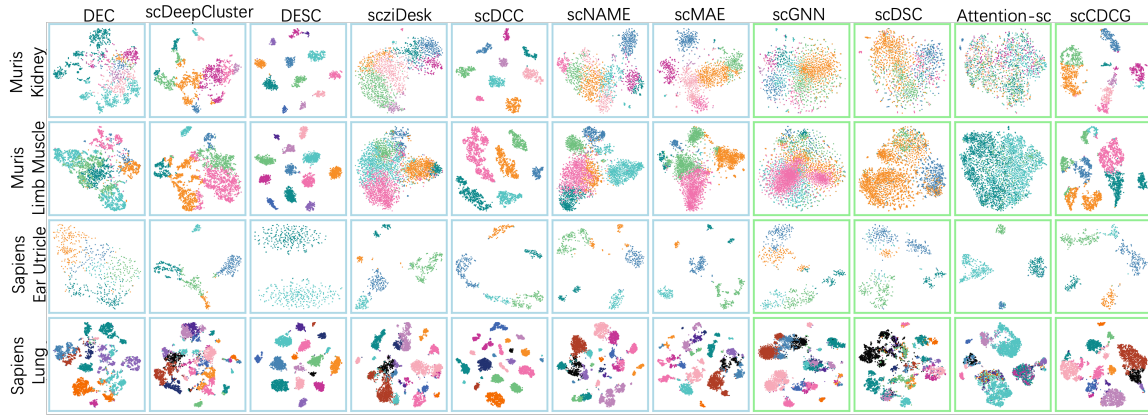 DEC scDeepCluster DESC scziDesk scDCC scNAME scMAE scGNN scDSC Attention-sc scCDCG
Muris
Kidney
Muris
Limb Muscle
Sapiens
Ear Utricle
Sapiens
Lung